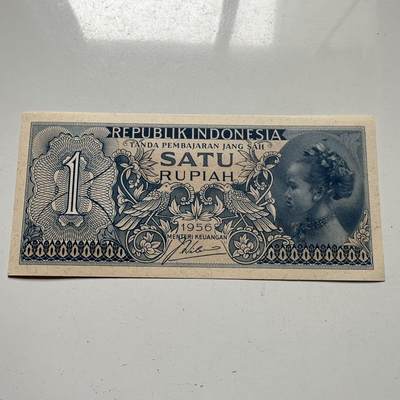 REPUBLIK INDONESIA
TANDA PEMBAJARAN JANG SAH
SATU
RUPIAH
1
1956
MENTERI KEUANGAN